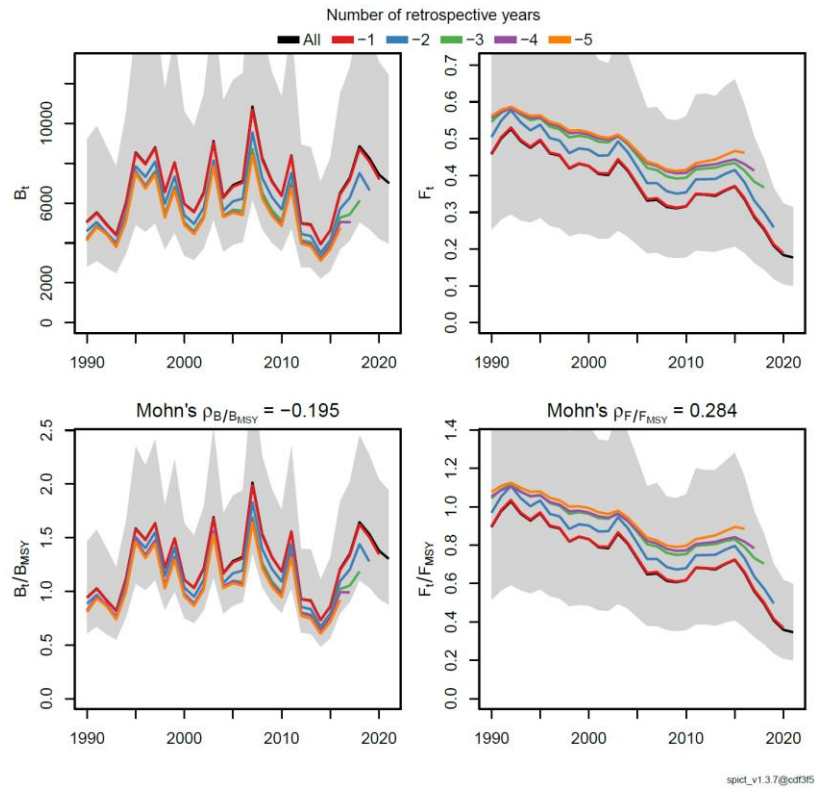 Number of retrospective years
All −1 −2 −3 −4 −5
Bt
0 2000 6000 10000
1990 2000 2010 2020
Ft
0.0 0.1 0.2 0.3 0.4 0.5 0.6 0.7
1990 2000 2010 2020
Mohn's ρB/BMSY = −0.195
Bt/BMSY
0.0 0.5 1.0 1.5 2.0 2.5
1990 2000 2010 2020
Mohn's ρF/FMSY = 0.284
Ft/FMSY
0.0 0.2 0.4 0.6 0.8 1.0 1.2 1.4
1990 2000 2010 2020
spict_v1.3.7@cdf3f5